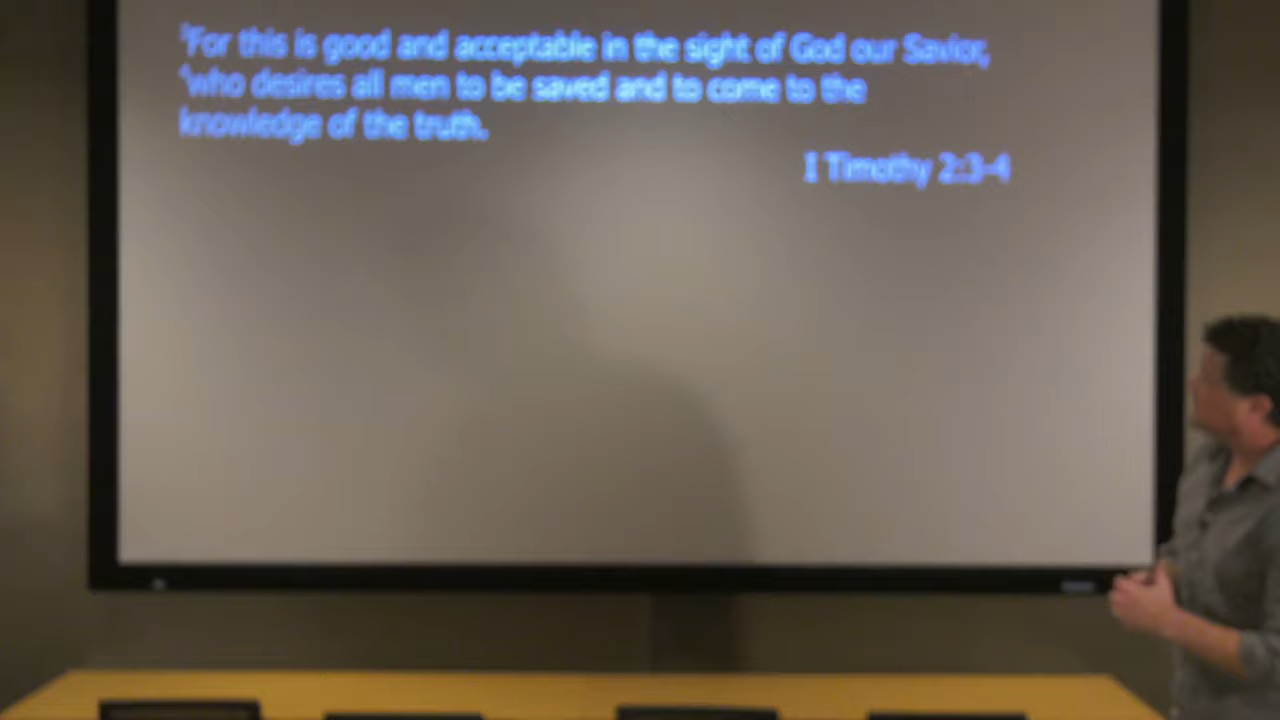 ³For this is good and acceptable in the sight of God our Savior,
⁴who desires all men to be saved and to come to the
knowledge of the truth.
I Timothy 2:3-4